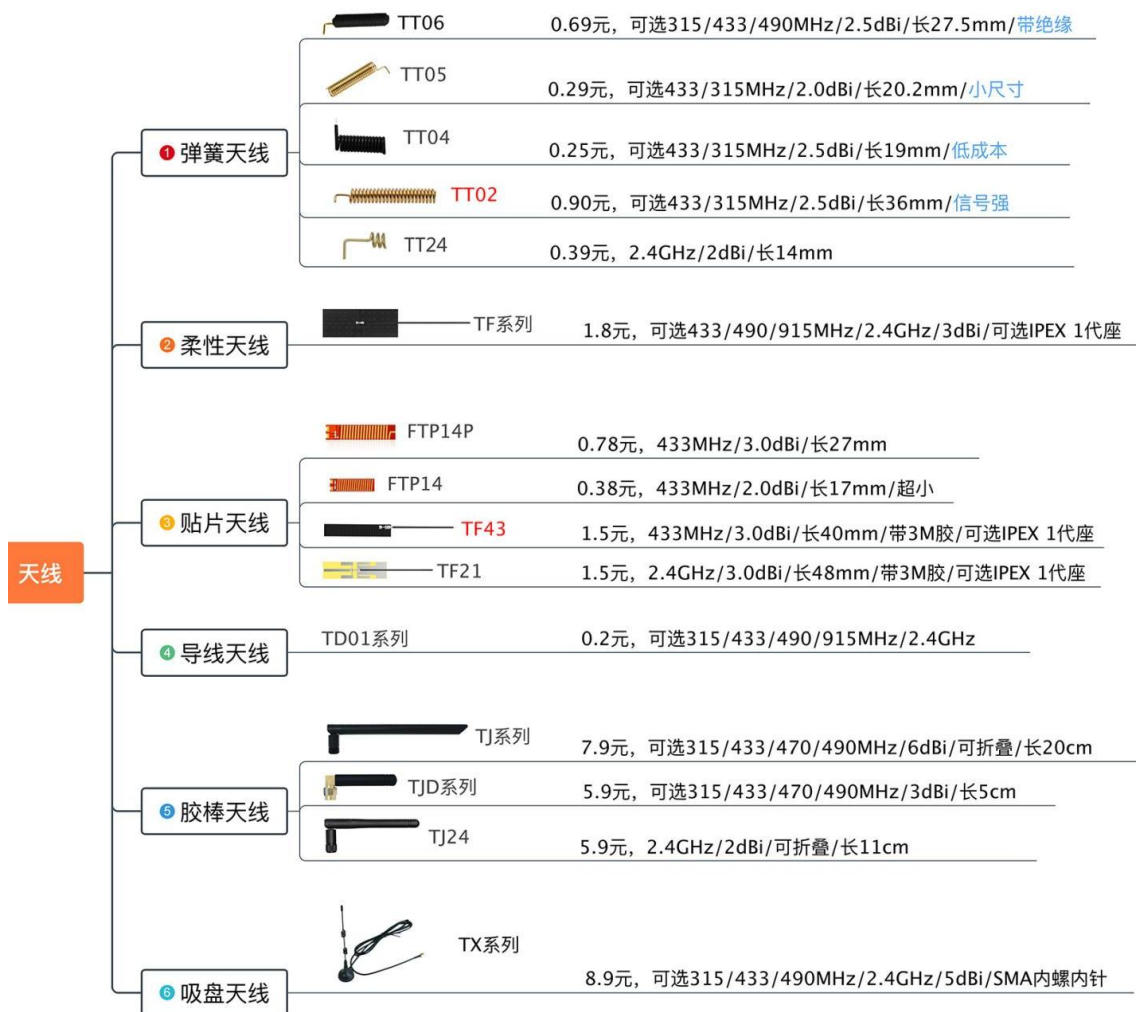 天线
1 弹簧天线
TT06 0.69元，可选315/433/490MHz/2.5dBi/长27.5mm/带绝缘
TT05 0.29元，可选433/315MHz/2.0dBi/长20.2mm/小尺寸
TT04 0.25元，可选433/315MHz/2.5dBi/长19mm/低成本
TT02 0.90元，可选433/315MHz/2.5dBi/长36mm/信号强
TT24 0.39元，2.4GHz/2dBi/长14mm
2 柔性天线
TF系列 1.8元，可选433/490/915MHz/2.4GHz/3dBi/可选IPEX 1代座
3 贴片天线
FTP14P 0.78元，433MHz/3.0dBi/长27mm
FTP14 0.38元，433MHz/2.0dBi/长17mm/超小
TF43 1.5元，433MHz/3.0dBi/长40mm/带3M胶/可选IPEX 1代座
TF21 1.5元，2.4GHz/3.0dBi/长48mm/带3M胶/可选IPEX 1代座
4 导线天线
TD01系列 0.2元，可选315/433/490/915MHz/2.4GHz
5 胶棒天线
TJ系列 7.9元，可选315/433/470/490MHz/6dBi/可折叠/长20cm
TJD系列 5.9元，可选315/433/470/490MHz/3dBi/长5cm
TJ24 5.9元，2.4GHz/2dBi/可折叠/长11cm
6 吸盘天线
TX系列 8.9元，可选315/433/490MHz/2.4GHz/5dBi/SMA内螺内针